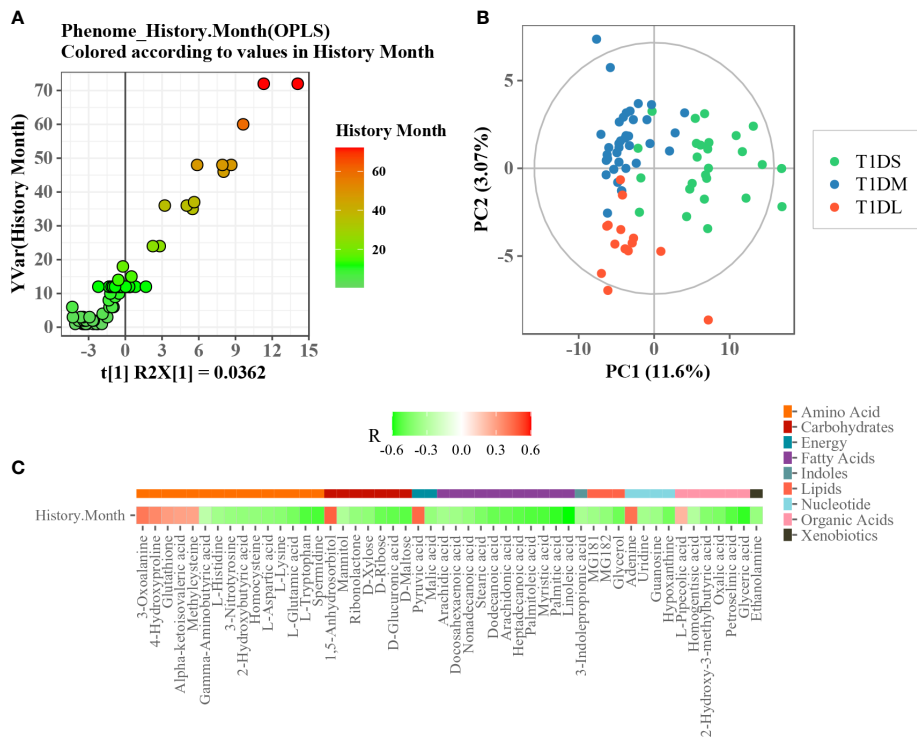 A
Phenome_History.Month(OPLS)
Colored according to values in History Month
YVar(History Month)
70
60
50
40
30
20
10
0
-3
0
3
6
9
12
15
t[1] R2X[1] = 0.0362
History Month
60
40
20
B
PC2 (3.07%)
5
0
-5
-10
0
10
PC1 (11.6%)
T1DS
T1DM
T1DL
R
-0.6
-0.3
0.0
0.3
0.6
C
History.Month
3-Oxoalanine
4-Hydroxyproline
Glutathione
Alpha-ketoisovaleric acid
Methylcysteine
Gamma-Aminobutyric acid
L-Histidine
3-Nitrotyrosine
2-Hydroxybutyric acid
Homocysteine
L-Aspartic acid
L-Lysine
L-Glutamic acid
L-Tryptophan
Spermidine
1,5-Anhydrosorbitol
Mannitol
Ribonolactone
D-Xylose
D-Ribose
D-Glucuronic acid
D-Maltose
Pyruvic acid
Malic acid
Arachidic acid
Docosahexaenoic acid
Nonadecanoic acid
Stearic acid
Dodecanoic acid
Arachidonic acid
Heptadecanoic acid
Palmitoleic acid
Myristic acid
Palmitic acid
Linoleic acid
3-Indolepropionic acid
MG181
MG182
Glycerol
Adenine
Uridine
Guanosine
Hypoxanthine
L-Pipecolic acid
Homogentisic acid
2-Hydroxy-3-methylbutyric acid
Oxalic acid
Petroselinic acid
Glyceric acid
Ethanolamine
Amino Acid
Carbohydrates
Energy
Fatty Acids
Indoles
Lipids
Nucleotide
Organic Acids
Xenobiotics